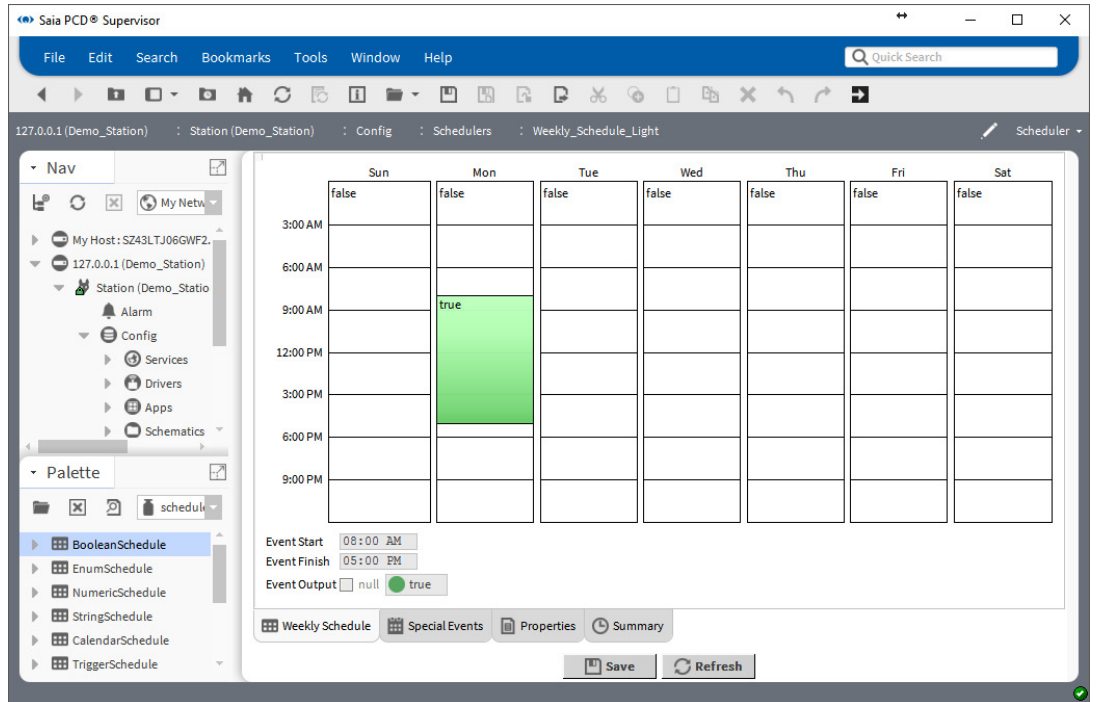 Saia PCD® Supervisor
File Edit Search Bookmarks Tools Window Help Quick Search
127.0.0.1 (Demo_Station) : Station (Demo_Station) : Config : Schedulers : Weekly_Schedule_Light Scheduler
Nav
My Netw
My Host : SZ43LTJ06GWF2.
127.0.0.1 (Demo_Station)
Station (Demo_Statio
Alarm
Config
Services
Drivers
Apps
Schematics
Palette
schedule
BooleanSchedule
EnumSchedule
NumericSchedule
StringSchedule
CalendarSchedule
TriggerSchedule
Sun Mon Tue Wed Thu Fri Sat
false false false false false false false
3:00 AM
6:00 AM
true
9:00 AM
12:00 PM
3:00 PM
6:00 PM
9:00 PM
Event Start 08:00 AM
Event Finish 05:00 PM
Event Output null true
Weekly Schedule Special Events Properties Summary
Save Refresh